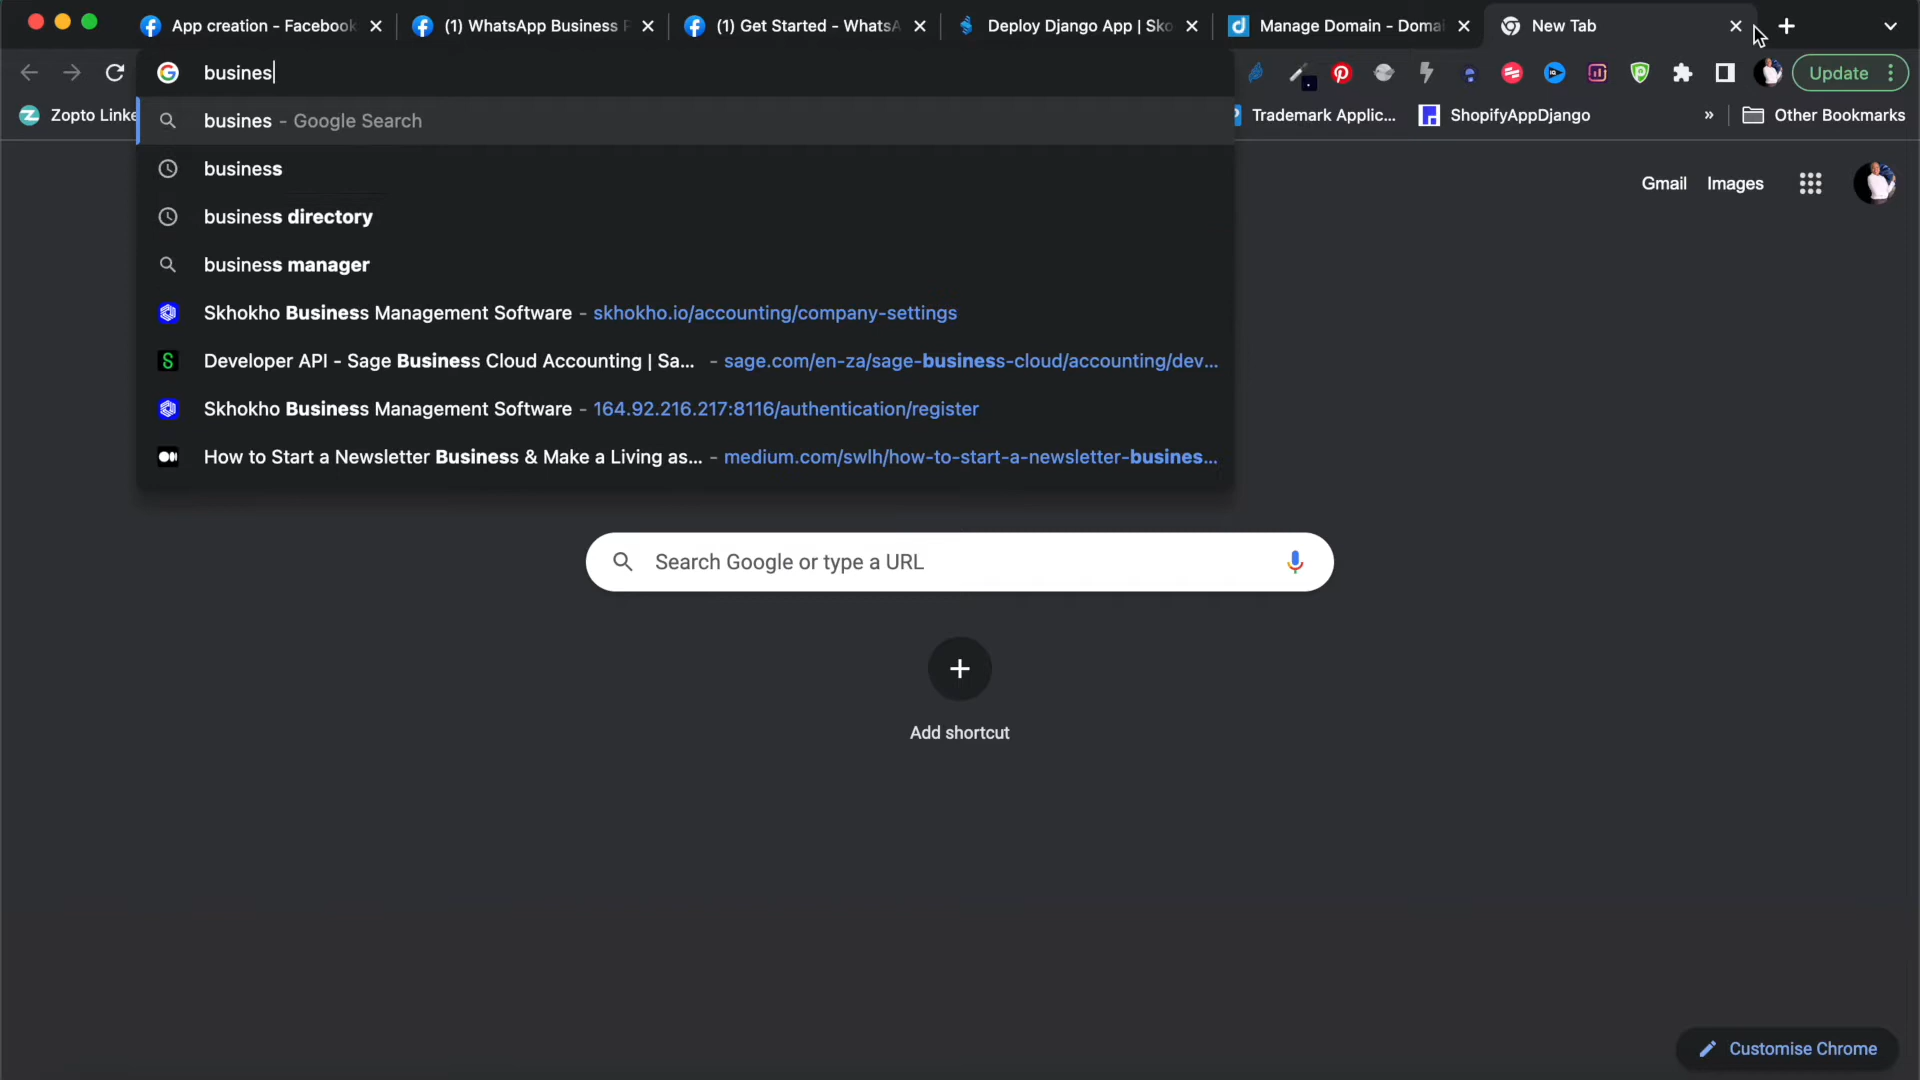 App creation - Facebook
(1) WhatsApp Business
(1) Get Started - WhatsA
Deploy Django App | Sko
Manage Domain - Domai
New Tab
busines
Update
Zopto Linke
Trademark Applic...
ShopifyAppDjango
»
Other Bookmarks
busines - Google Search
business
business directory
business manager
Skhokho Business Management Software - skhokho.io/accounting/company-settings
Developer API - Sage Business Cloud Accounting | Sa... - sage.com/en-za/sage-business-cloud/accounting/dev...
Skhokho Business Management Software - 164.92.216.217:8116/authentication/register
How to Start a Newsletter Business & Make a Living as... - medium.com/swlh/how-to-start-a-newsletter-busines...
Gmail
Images
Search Google or type a URL
Add shortcut
Customise Chrome